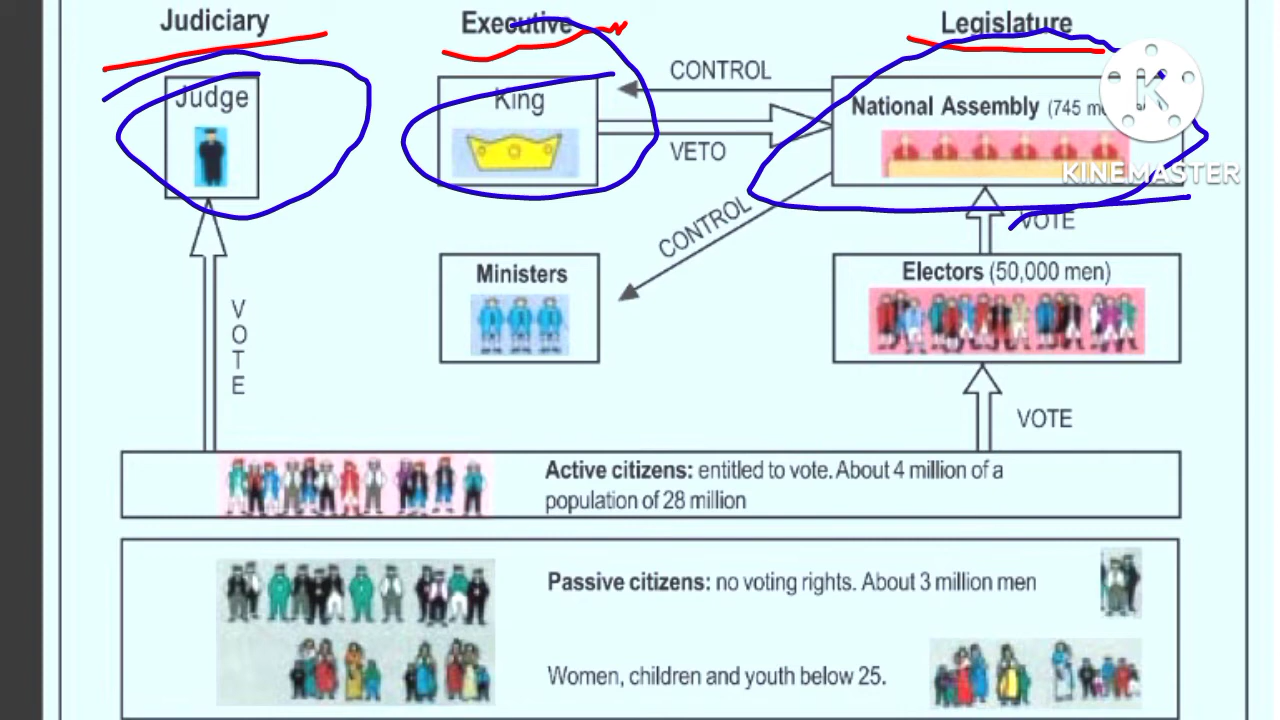 Judiciary
Executive
Legislature
Judge
King
CONTROL
VETO
National Assembly (745
K
KINEMASTER
CONTROL
VOTE
Ministers
Electors (50,000 men)
VOTE
VOTE
Active citizens: entitled to vote. About 4 million of a
population of 28 million
Passive citizens: no voting rights. About 3 million men
Women, children and youth below 25.